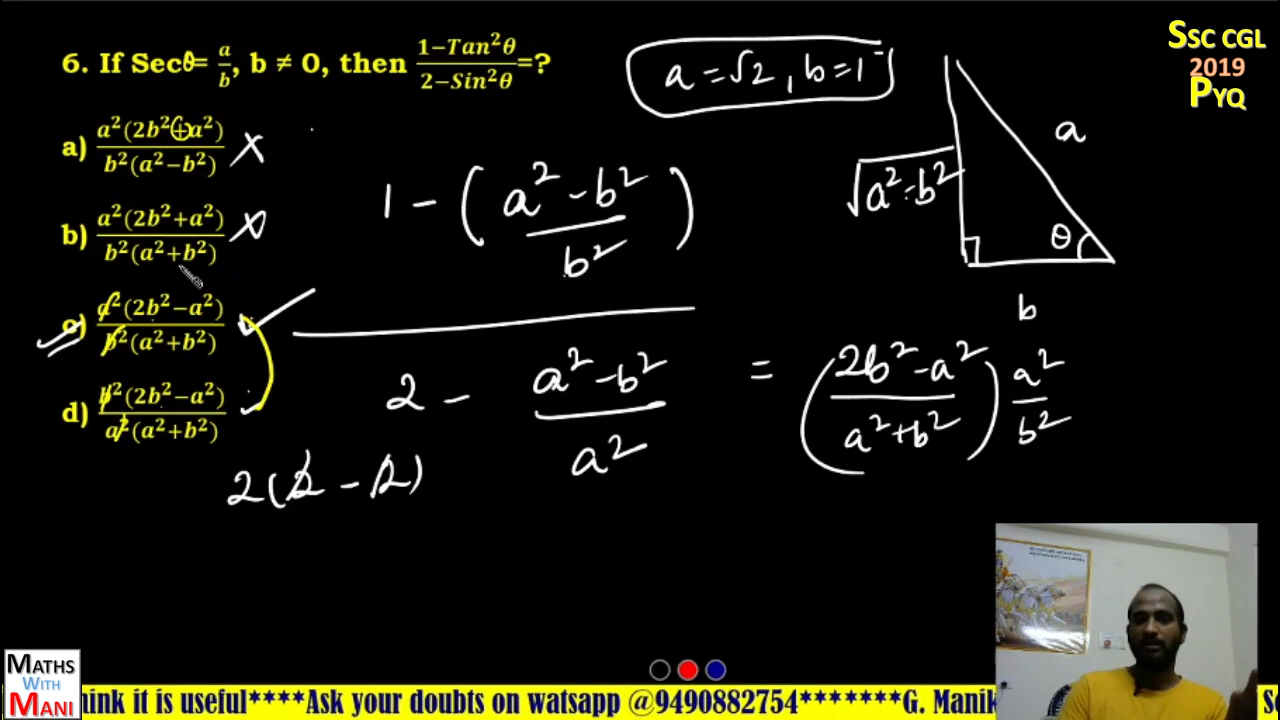 6. If Secθ= a/b, b ≠ 0, then (1−Tan²θ)/(2−Sin²θ)=?
a) a²(2b²+a²)/b²(a²−b²)
b) a²(2b²+a²)/b²(a²+b²)
c) a²(2b²−a²)/b²(a²+b²)
d) b²(2b²−a²)/a²(a²+b²)
a = √2 , b = 1
1 − (a² − b²/b²)
2 − a² − b²/a²
= (2b² − a²/a² + b²) a²/b²
2(2 − 2)
√a² − b²
a
θ
b
SSC CGL
2019
PYQ
MATHS
WITH
MANI
hink it is useful****Ask your doubts on watsapp @9490882754*******G. Manik